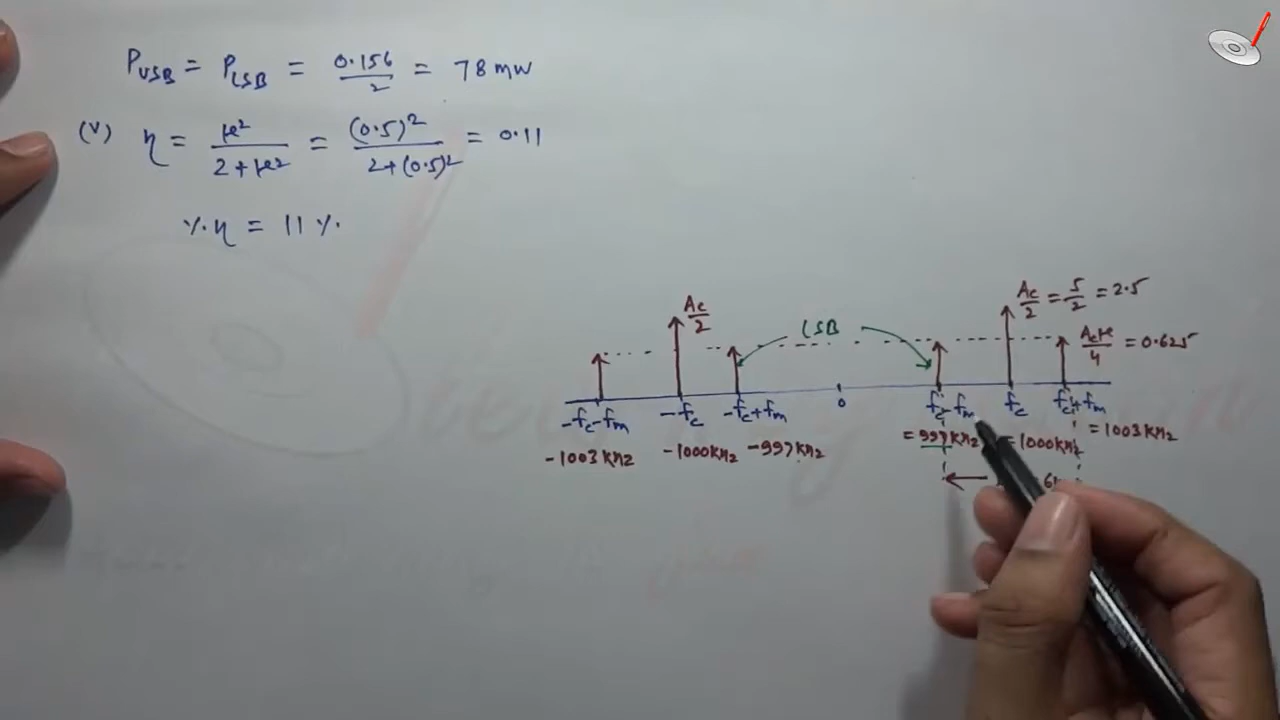 P_USB = P_LSB = 0.156/2 = 78 mW
(V) η = μ²/(2+μ²) = (0.5)²/(2+(0.5)²) = 0.11
%η = 11 %
Ac/2
LSB
Ac/2 = 5/2 = 2.5
Acμ/4 = 0.625
-fc-fm
-fc
-fc+fm
0
fc-fm
fc
fc+fm
-1003 kHz
-1000 kHz
-997 kHz
= 997 kHz
= 1000 kHz
= 1003 kHz